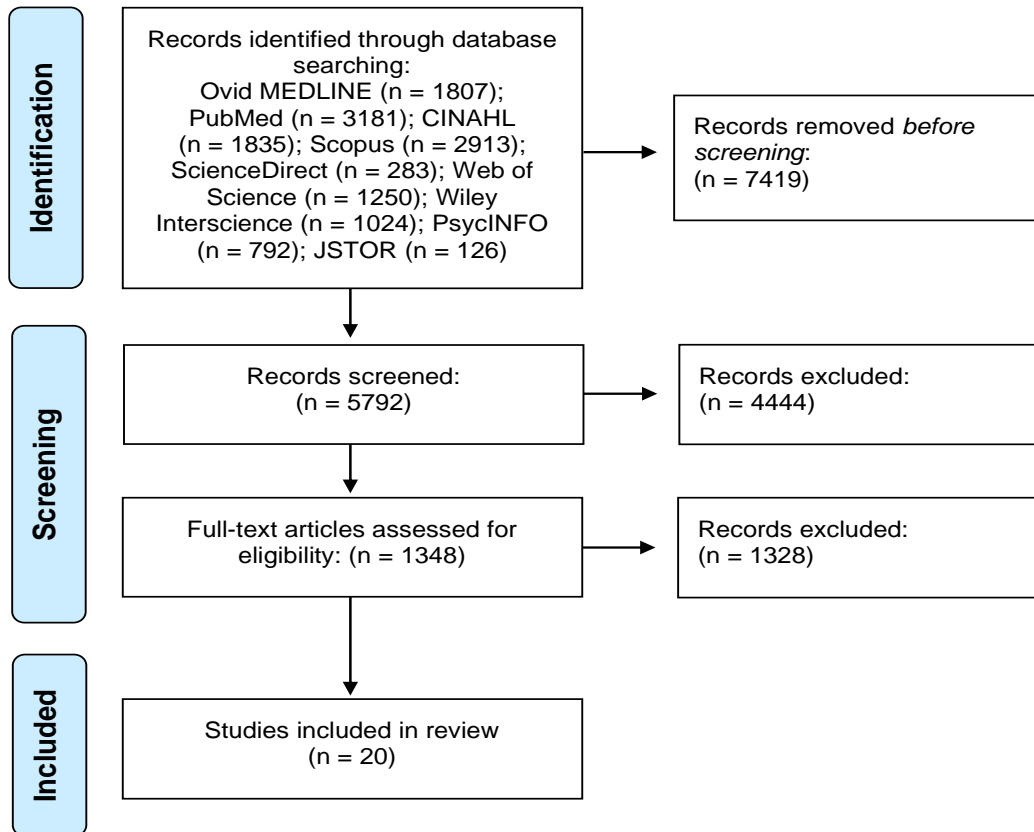 Identification
Records identified through database
searching:
Ovid MEDLINE (n = 1807);
PubMed (n = 3181); CINAHL
(n = 1835); Scopus (n = 2913);
ScienceDirect (n = 283); Web of
Science (n = 1250); Wiley
Interscience (n = 1024); PsycINFO
(n = 792); JSTOR (n = 126)
Records removed before
screening:
(n = 7419)
Screening
Records screened:
(n = 5792)
Records excluded:
(n = 4444)
Full-text articles assessed for
eligibility: (n = 1348)
Records excluded:
(n = 1328)
Included
Studies included in review
(n = 20)